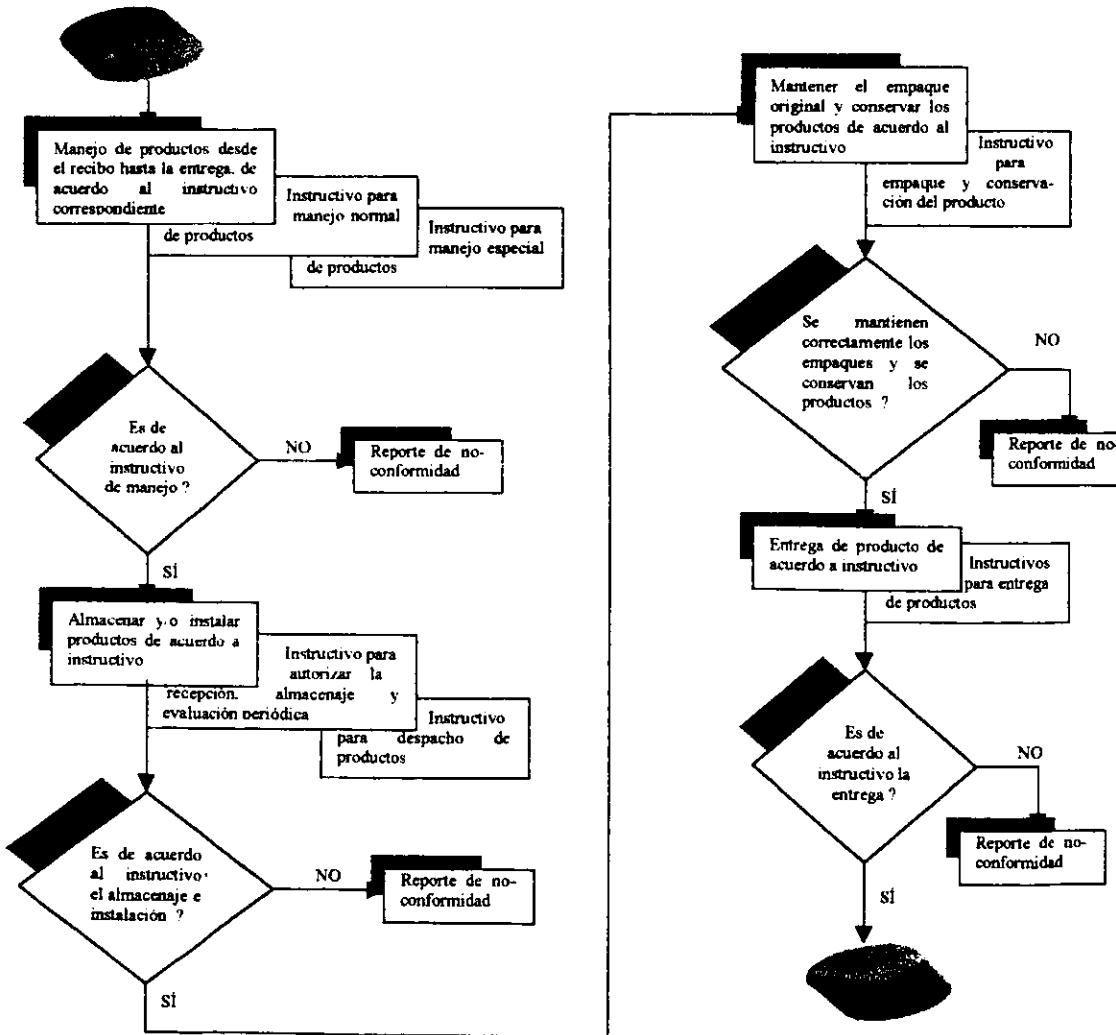 Manejo de productos desde
el recibo hasta la entrega, de
acuerdo al instructivo
correspondiente
Instructivo para
manejo normal
de productos
Instructivo para
manejo especial
de productos
Es de
acuerdo al
instructivo
de manejo ?
NO
Reporte de no-
conformidad
SÍ
Almacenar y/o instalar
productos de acuerdo a
instructivo
Instructivo para
autorizar la
recepción, almacenaje y
evaluación periódica
Instructivo
para despacho de
productos
Es de acuerdo
al instructivo
el almacenaje e
instalación ?
NO
Reporte de no-
conformidad
SÍ
Mantener el empaque
original y conservar los
productos de acuerdo al
instructivo
Instructivo
para
empaque y conserva-
ción del producto
Se mantienen
correctamente los
empaques y se
conservan los
productos ?
NO
Reporte de no-
conformidad
SÍ
Entrega de producto de
acuerdo a instructivo
Instructivos
para entrega
de productos
Es de
acuerdo al
instructivo la
entrega ?
NO
Reporte de no-
conformidad
SÍ